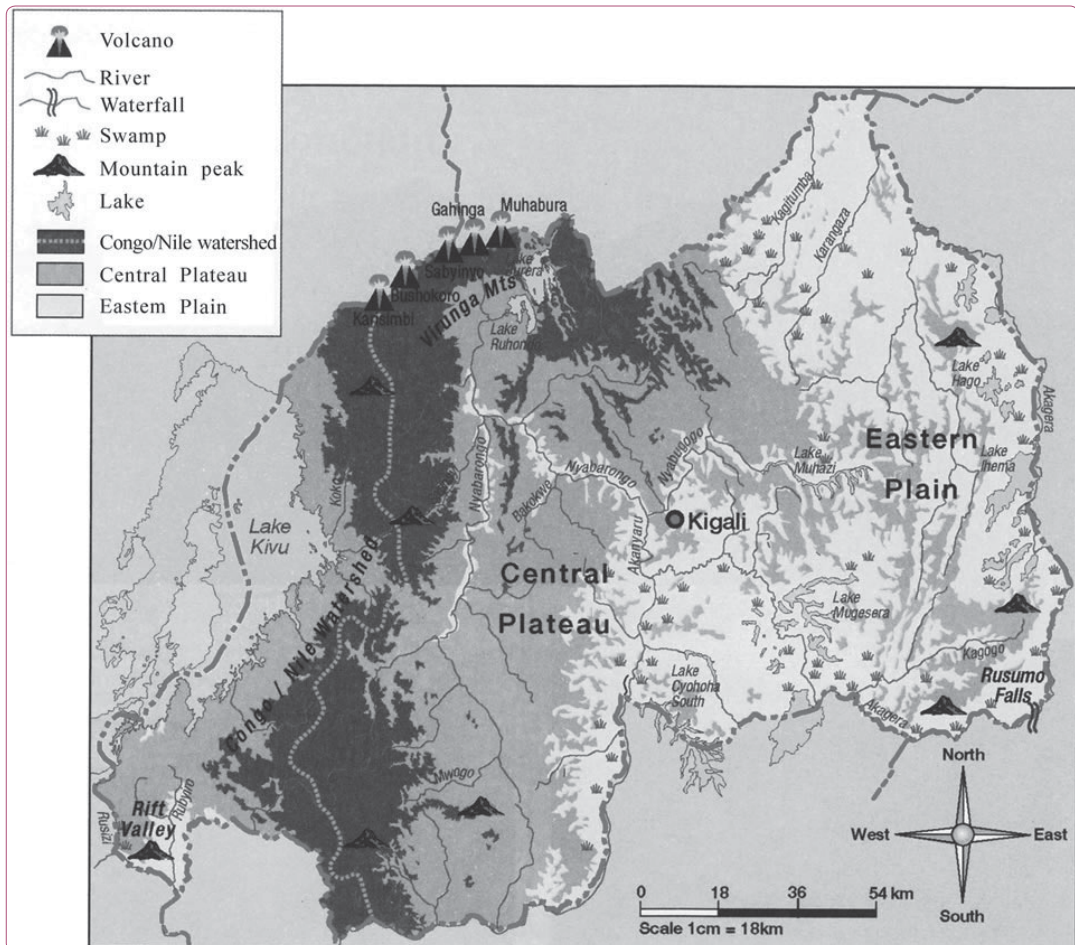 Volcano
River
Waterfall
Swamp
Mountain peak
Lake
Congo/Nile watershed
Central Plateau
Eastem Plain
Muhabura
Gahinga
Sabyinyo
Bushokoro
Karisimbi
Virunga Mts
Lake
Ruhongo
Kagitumba
Karangaza
Lake
Hago
Akagera
Eastern
Plain
Lake
Ihema
Lake
Muhazi
Nyabugogo
Nyabarongo
Nyabarongo
Bakokwe
Koko
Kigali
Akanyaru
Lake
Kivu
Central
Plateau
Congo / Nile Watershed
Lake
Mugesera
Kagogo
Rusumo
Falls
Akagera
Lake
Cyohoha
South
Mwogo
Rift
Valley
Rusizi
Rubyiro
North
West
East
South
0 18 36 54 km
Scale 1cm = 18km